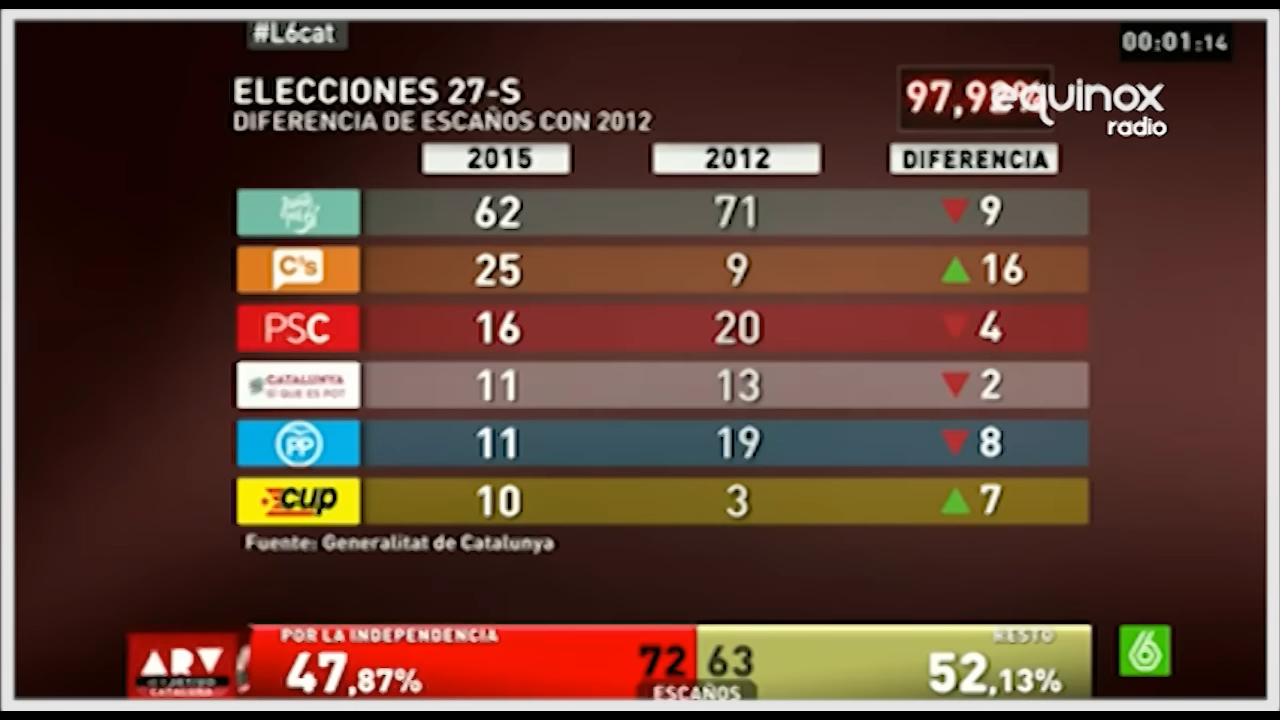 #L6cat
00:01:14
ELECCIONES 27-S
97,92%
equinox
radio
DIFERENCIA DE ESCAÑOS CON 2012
2015 2012 DIFERENCIA
62 71 9
C's 25 9 16
PSC 16 20 4
CATALUNYA
SÍ QUE ES POT
11 13 2
PP 11 19 8
CUP 10 3 7
Fuente: Generalitat de Catalunya
POR LA INDEPENDENCIA RESTO
47,87% 72 63 52,13%
ESCAÑOS
ARV
OBJETIVO
CATALUÑA
6